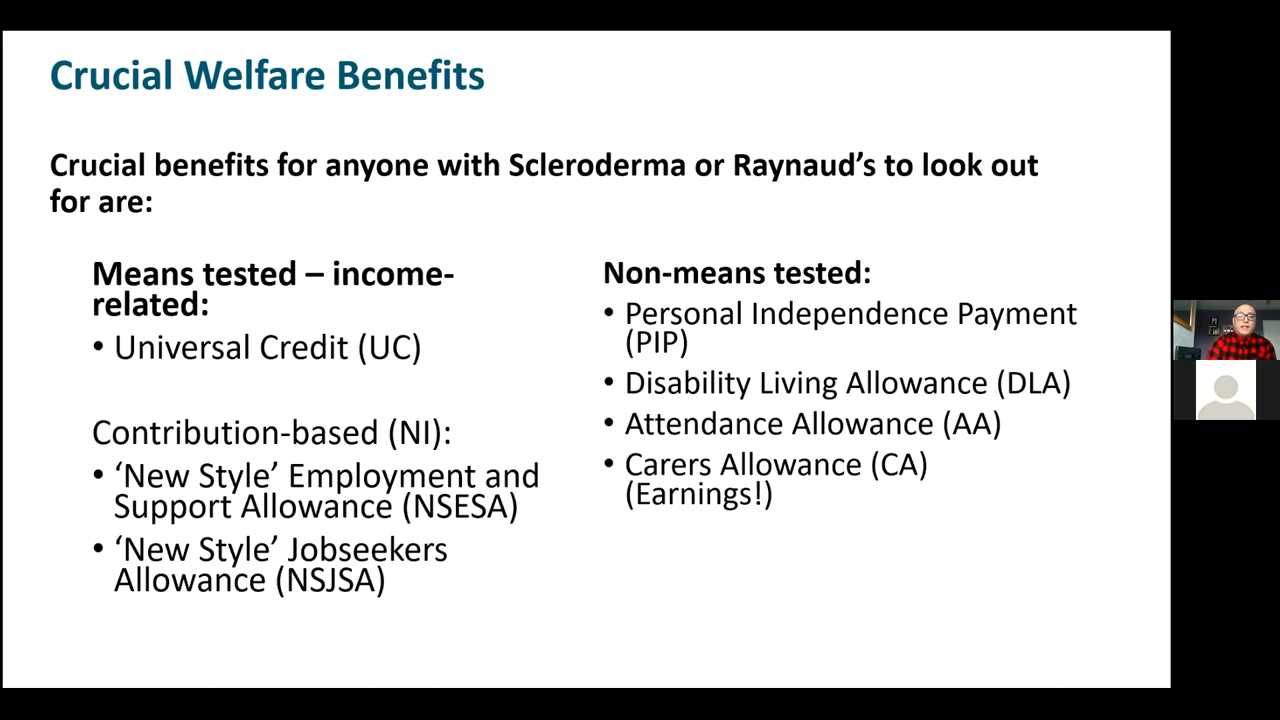 Crucial Welfare Benefits
Crucial benefits for anyone with Scleroderma or Raynaud’s to look out
for are:
Means tested – income-
related:
• Universal Credit (UC)
Contribution-based (NI):
• ‘New Style’ Employment and
Support Allowance (NSESA)
• ‘New Style’ Jobseekers
Allowance (NSJSA)
Non-means tested:
• Personal Independence Payment
(PIP)
• Disability Living Allowance (DLA)
• Attendance Allowance (AA)
• Carers Allowance (CA)
(Earnings!)